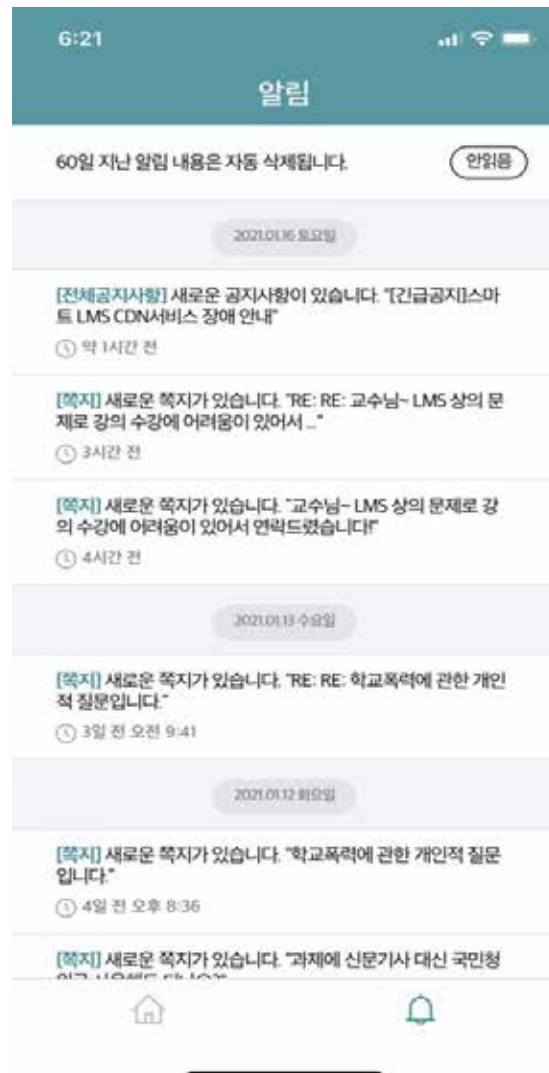 6:21
알림
60일 지난 알림 내용은 자동 삭제됩니다.
안읽음
2021.01.16 토요일
[전체공지사항] 새로운 공지사항이 있습니다. "[긴급공지]스마
트 LMS CDN서비스 장애 안내"
약 1시간 전
[쪽지] 새로운 쪽지가 있습니다. "RE: RE: 교수님~ LMS 상의 문
제로 강의 수강에 어려움이 있어서 ..."
3시간 전
[쪽지] 새로운 쪽지가 있습니다. "교수님~ LMS 상의 문제로 강
의 수강에 어려움이 있어서 연락드렸습니다!"
4시간 전
2021.01.13 수요일
[쪽지] 새로운 쪽지가 있습니다. "RE: RE: 학교폭력에 관한 개인
적 질문입니다."
3일 전 오전 9:41
2021.01.12 화요일
[쪽지] 새로운 쪽지가 있습니다. "학교폭력에 관한 개인적 질문
입니다."
4일 전 오후 8:36
[쪽지] 새로운 쪽지가 있습니다. "과제에 신문기사 대신 국민청